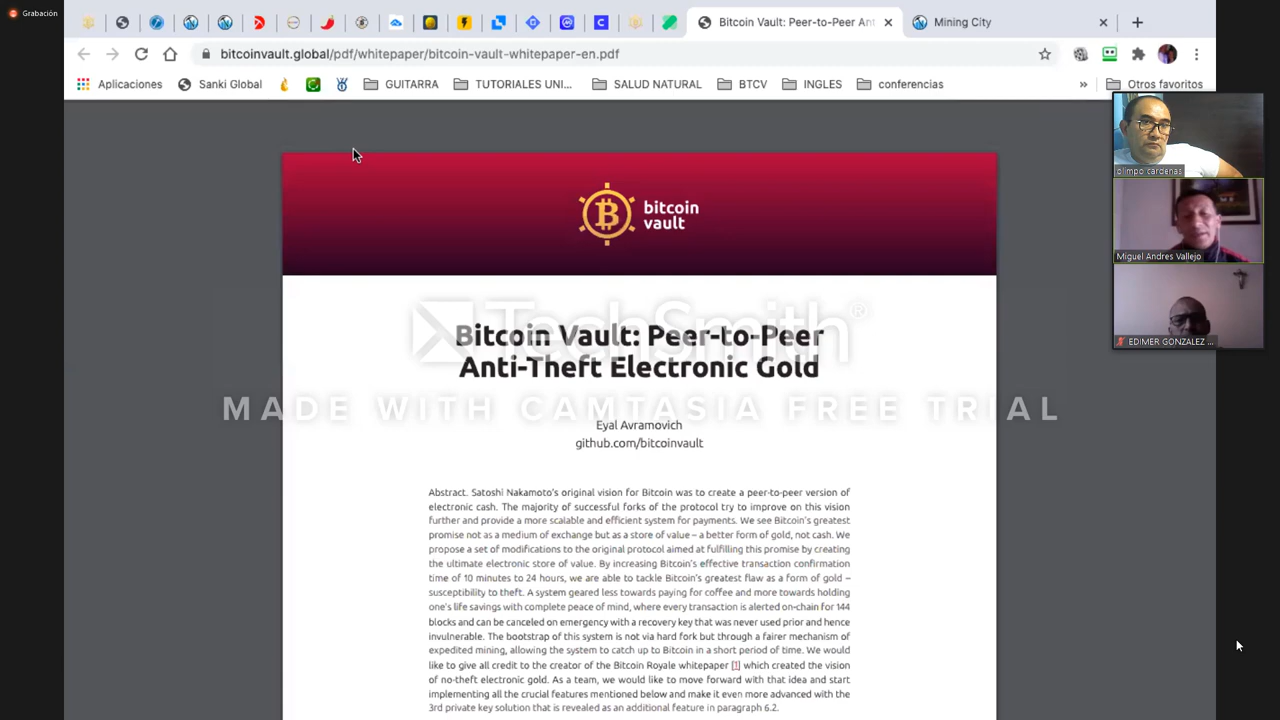 Grabación
Bitcoin Vault: Peer-to-Peer Ant
Mining City
bitcoinvault.global/pdf/whitepaper/bitcoin-vault-whitepaper-en.pdf
Aplicaciones
Sanki Global
GUITARRA
TUTORIALES UNI...
SALUD NATURAL
BTCV
INGLES
conferencias
»
Otros favoritos
olimpo cardenas
Miguel Andres Vallejo
EDIMER GONZALEZ ...
bitcoin
vault
TechSmith®
MADE WITH CAMTASIA FREE TRIAL
Bitcoin Vault: Peer-to-Peer
Anti-Theft Electronic Gold
Eyal Avramovich
github.com/bitcoinvault
Abstract. Satoshi Nakamoto's original vision for Bitcoin was to create a peer-to-peer version of
electronic cash. The majority of successful forks of the protocol try to improve on this vision
further and provide a more scalable and efficient system for payments. We see Bitcoin's greatest
promise not as a medium of exchange but as a store of value – a better form of gold, not cash. We
propose a set of modifications to the original protocol aimed at fulfilling this promise by creating
the ultimate electronic store of value. By increasing Bitcoin's effective transaction confirmation
time of 10 minutes to 24 hours, we are able to tackle Bitcoin's greatest flaw as a form of gold –
susceptibility to theft. A system geared less towards paying for coffee and more towards holding
one's life savings with complete peace of mind, where every transaction is alerted on-chain for 144
blocks and can be canceled on emergency with a recovery key that was never used prior and hence
invulnerable. The bootstrap of this system is not via hard fork but through a fairer mechanism of
expedited mining, allowing the system to catch up to Bitcoin in a short period of time. We would
like to give all credit to the creator of the Bitcoin Royale whitepaper [1] which created the vision
of no-theft electronic gold. As a team, we would like to move forward with that idea and start
implementing all the crucial features mentioned below and make it even more advanced with the
3rd private key solution that is revealed as an additional feature in paragraph 6.2.